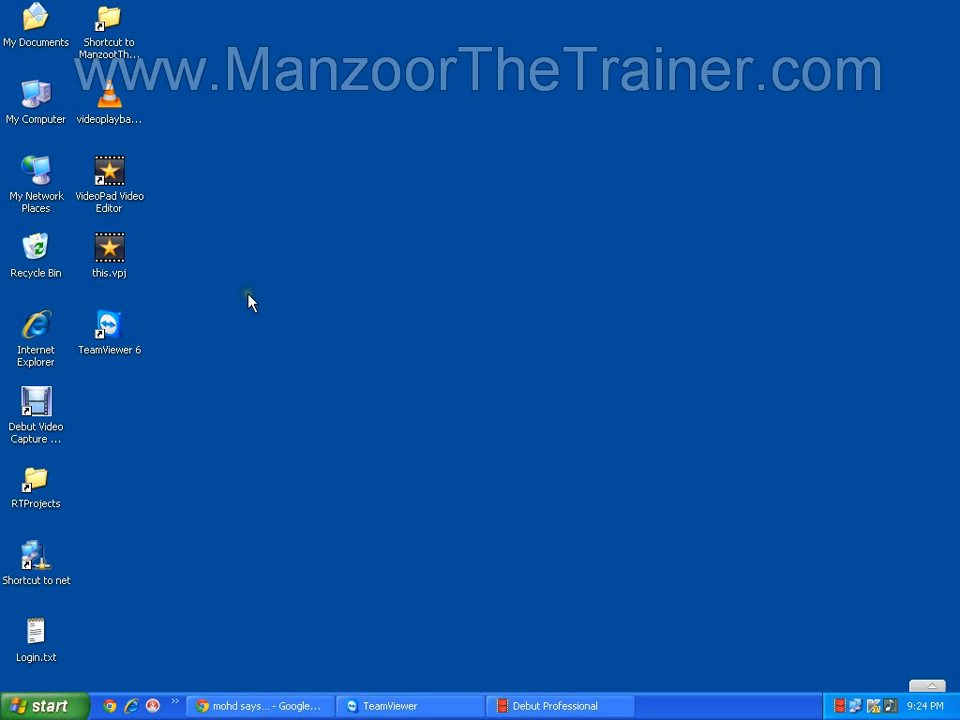 www.ManzoorTheTrainer.com
My Documents
Shortcut to
ManzootTh...
My Computer
videoplayba...
My Network
Places
VideoPad Video
Editor
Recycle Bin
this.vpj
Internet
Explorer
TeamViewer 6
Debut Video
Capture ...
RTProjects
Shortcut to net
Login.txt
start
mohd says... - Google...
TeamViewer
Debut Professional
9:24 PM